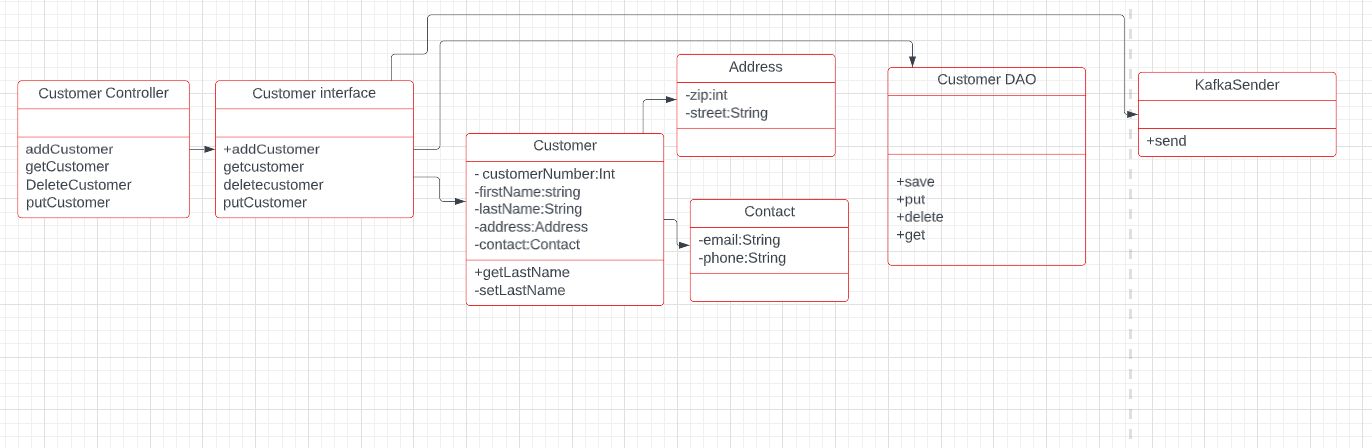 Customer Controller
addCustomer
getCustomer
DeleteCustomer
putCustomer
Customer interface
+addCustomer
getcustomer
deletecustomer
putCustomer
Customer
- customerNumber:Int
-firstName:string
-lastName:String
-address:Address
-contact:Contact
+getLastName
-setLastName
Address
-zip:int
-street:String
Contact
-email:String
-phone:String
Customer DAO
+save
+put
+delete
+get
KafkaSender
+send